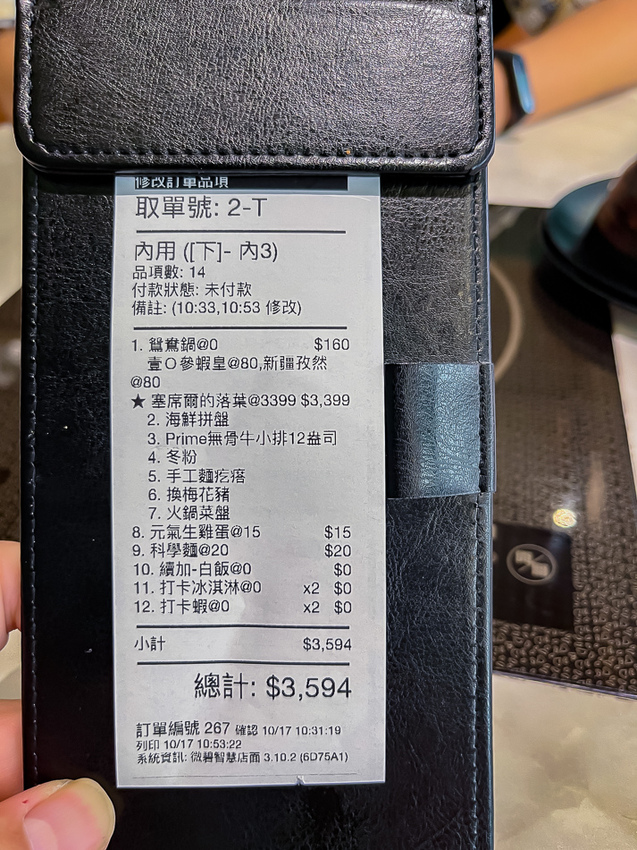 修改訂單品項
取單號: 2-T
內用 ([下]- 內3)
品項數: 14
付款狀態: 未付款
備註: (10:33,10:53 修改)
1. 鴛鴦鍋@0 $160
壹O參蝦皇@80,新疆孜然
@80
★ 塞席爾的落葉@3399 $3,399
2. 海鮮拼盤
3. Prime無骨牛小排12盎司
4. 冬粉
5. 手工麵疙瘩
6. 換梅花豬
7. 火鍋菜盤
8. 元氣生雞蛋@15 $15
9. 科學麵@20 $20
10. 續加-白飯@0 $0
11. 打卡冰淇淋@0 x2 $0
12. 打卡蝦@0 x2 $0
小計 $3,594
總計: $3,594
訂單編號 267 確認 10/17 10:31:19
列印 10/17 10:53:22
系統資訊: 微碧智慧店面 3.10.2 (6D75A1)